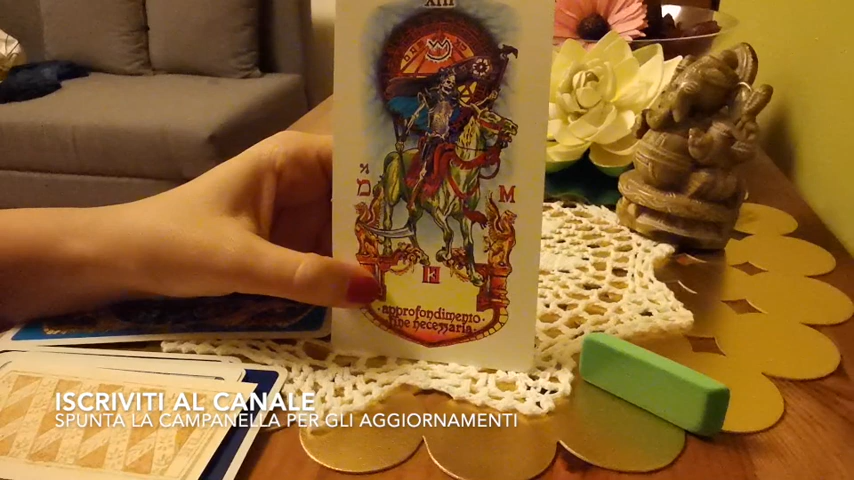 XIII
מ
M
·approfondimento·
fine necessaria·
ISCRIVITI AL CANALE
SPUNTA LA CAMPANELLA PER GLI AGGIORNAMENTI